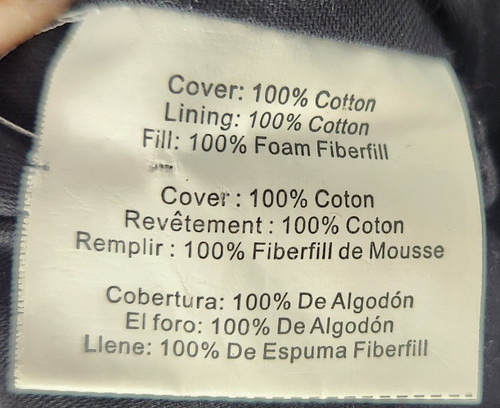 Cover: 100% Cotton
Lining: 100% Cotton
Fill: 100% Foam Fiberfill
Cover : 100% Coton
Revêtement : 100% Coton
Remplir : 100% Fiberfill de Mousse
Cobertura: 100% De Algodón
El foro: 100% De Algodón
Llene: 100% De Espuma Fiberfill